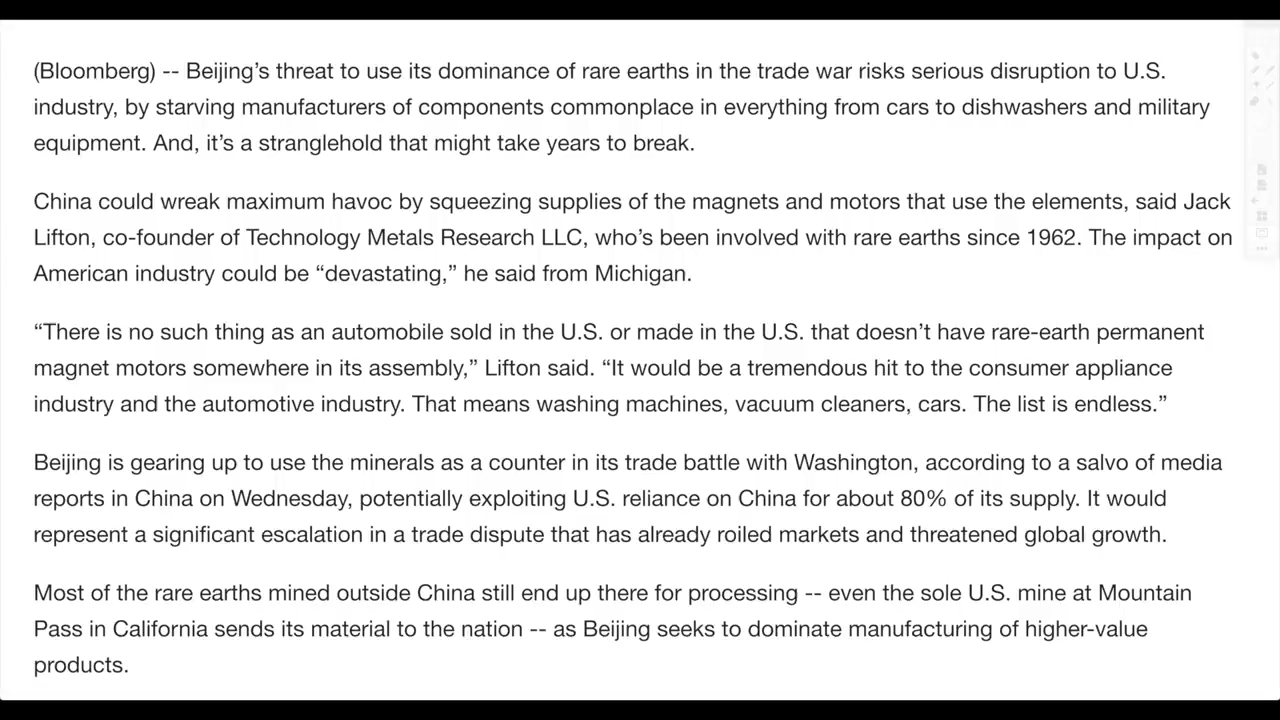 (Bloomberg) -- Beijing’s threat to use its dominance of rare earths in the trade war risks serious disruption to U.S.
industry, by starving manufacturers of components commonplace in everything from cars to dishwashers and military
equipment. And, it’s a stranglehold that might take years to break.
China could wreak maximum havoc by squeezing supplies of the magnets and motors that use the elements, said Jack
Lifton, co-founder of Technology Metals Research LLC, who’s been involved with rare earths since 1962. The impact on
American industry could be “devastating,” he said from Michigan.
“There is no such thing as an automobile sold in the U.S. or made in the U.S. that doesn’t have rare-earth permanent
magnet motors somewhere in its assembly,” Lifton said. “It would be a tremendous hit to the consumer appliance
industry and the automotive industry. That means washing machines, vacuum cleaners, cars. The list is endless.”
Beijing is gearing up to use the minerals as a counter in its trade battle with Washington, according to a salvo of media
reports in China on Wednesday, potentially exploiting U.S. reliance on China for about 80% of its supply. It would
represent a significant escalation in a trade dispute that has already roiled markets and threatened global growth.
Most of the rare earths mined outside China still end up there for processing -- even the sole U.S. mine at Mountain
Pass in California sends its material to the nation -- as Beijing seeks to dominate manufacturing of higher-value
products.